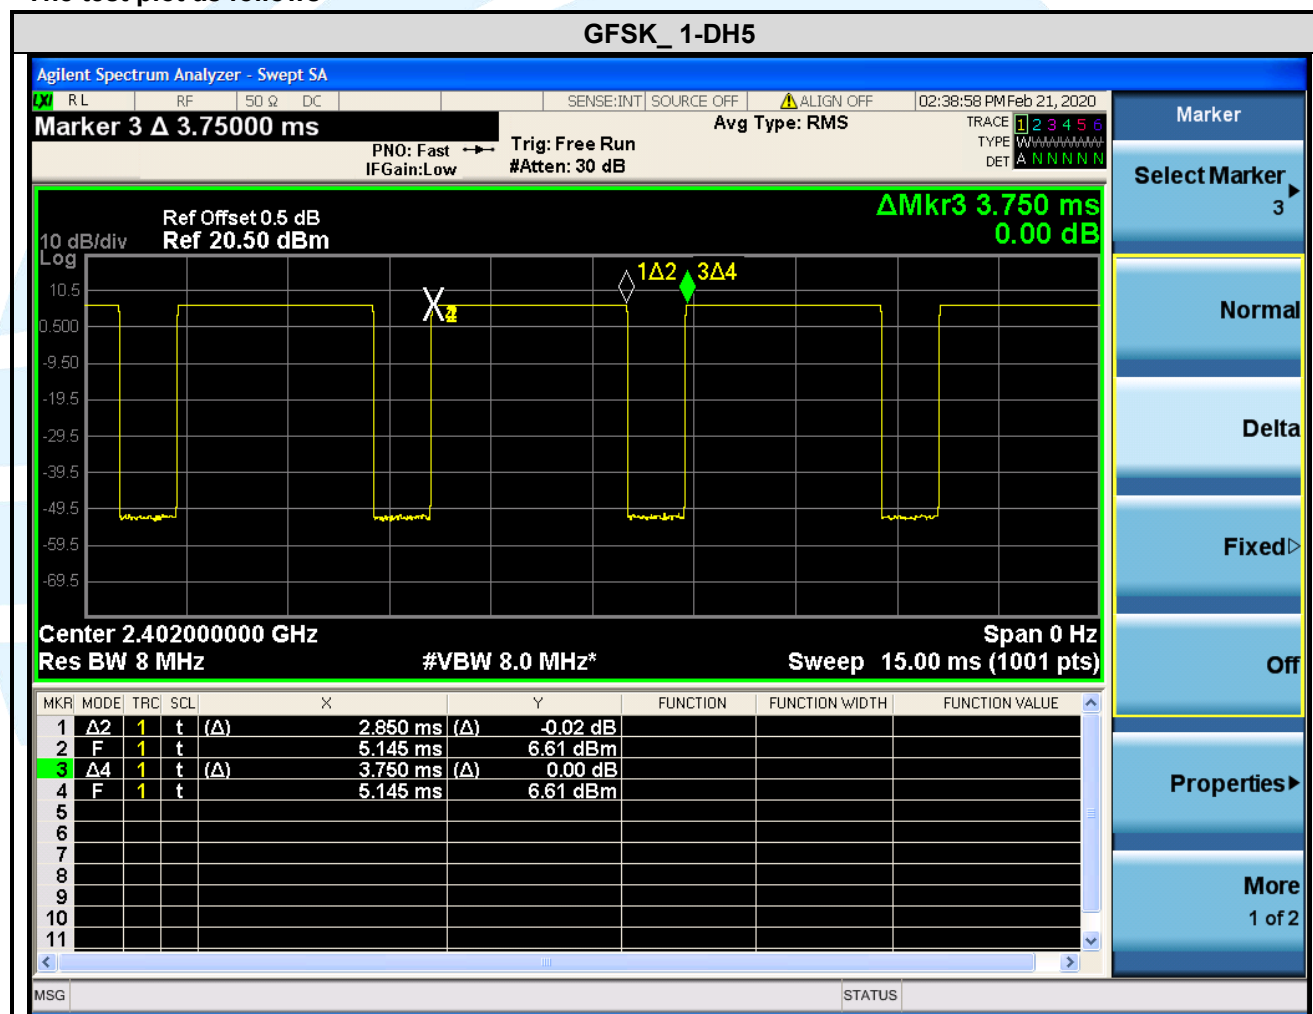 The test plot as follows
GFSK_ 1-DH5
Agilent Spectrum Analyzer - Swept SA
LXI RL RF 50 Ω DC SENSE:INT SOURCE OFF ALIGN OFF 02:38:58 PM Feb 21, 2020
Marker 3 Δ 3.75000 ms
PNO: Fast
IFGain:Low
Trig: Free Run
#Atten: 30 dB
Avg Type: RMS
TRACE 1 2 3 4 5 6
TYPE WWWWWW
DET A N N N N N
Ref Offset 0.5 dB
10 dB/div Ref 20.50 dBm
Log
ΔMkr3 3.750 ms
0.00 dB
1Δ2 3Δ4
10.5
0.500
-9.50
-19.5
-29.5
-39.5
-49.5
-59.5
-69.5
Center 2.402000000 GHz Span 0 Hz
Res BW 8 MHz #VBW 8.0 MHz* Sweep 15.00 ms (1001 pts)
MKR MODE TRC SCL X Y FUNCTION FUNCTION WIDTH FUNCTION VALUE
1 Δ2 1 t (Δ) 2.850 ms (Δ) -0.02 dB
2 F 1 t 5.145 ms 6.61 dBm
3 Δ4 1 t (Δ) 3.750 ms (Δ) 0.00 dB
4 F 1 t 5.145 ms 6.61 dBm
5
6
7
8
9
10
11
MSG STATUS
Marker
Select Marker
3
Normal
Delta
Fixed
Off
Properties
More
1 of 2